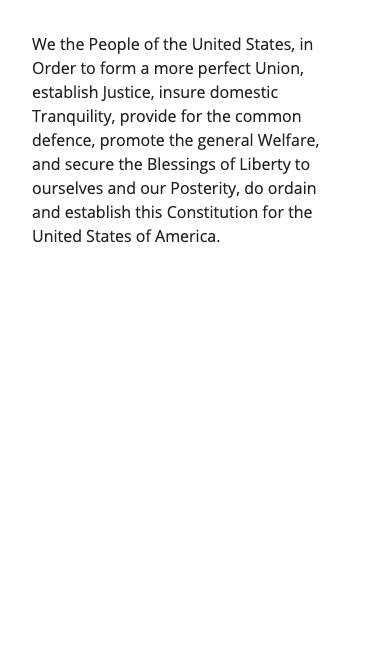 We the People of the United States, in
Order to form a more perfect Union,
establish Justice, insure domestic
Tranquility, provide for the common
defence, promote the general Welfare,
and secure the Blessings of Liberty to
ourselves and our Posterity, do ordain
and establish this Constitution for the
United States of America.